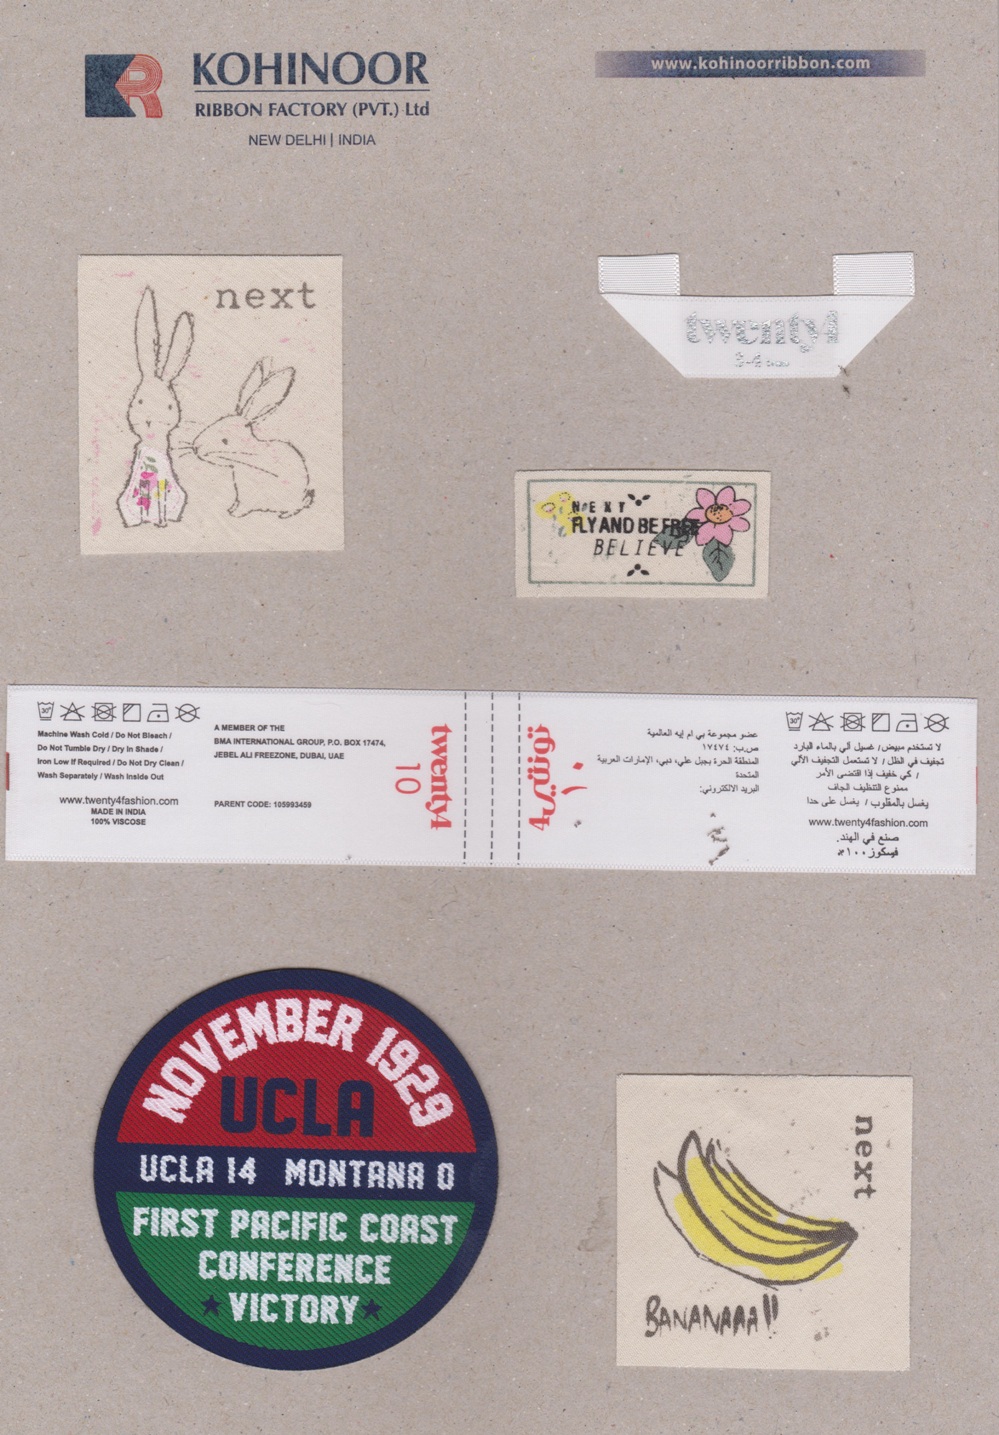 KR
KOHINOOR
RIBBON FACTORY (PVT.) Ltd
NEW DELHI | INDIA
www.kohinoorribbon.com
next
twenty4
3-4
NEXT
FLY AND BE FREE
BELIEVE
30°
Machine Wash Cold / Do Not Bleach /
Do Not Tumble Dry / Dry In Shade /
Iron Low If Required / Do Not Dry Clean /
Wash Separately / Wash Inside Out
www.twenty4fashion.com
MADE IN INDIA
100% VISCOSE
A MEMBER OF THE
BMA INTERNATIONAL GROUP, P.O. BOX 17474,
JEBEL ALI FREEZONE, DUBAI, UAE
PARENT CODE: 105993459
twenty4
10
توينتي4
١٠
عضو مجموعة بي ام إيه العالمية
ص.ب: ١٧٤٧٤
المنطقة الحرة بجبل علي، دبي، الإمارات العربية
المتحدة
البريد الالكتروني:
30°
لا تستخدم مبيض / غسيل آلي بالماء البارد
تجفيف في الظل / لا تستعمل التجفيف الآلي
/ كي خفيف إذا اقتضى الأمر
ممنوع التنظيف الجاف
يغسل بالمقلوب / يغسل على حدا
www.twenty4fashion.com
صنع في الهند.
فيسكوز ١٠٠٪
NOVEMBER 1929
UCLA
UCLA 14 MONTANA 0
FIRST PACIFIC COAST
CONFERENCE
VICTORY
next
BANANAAA!!